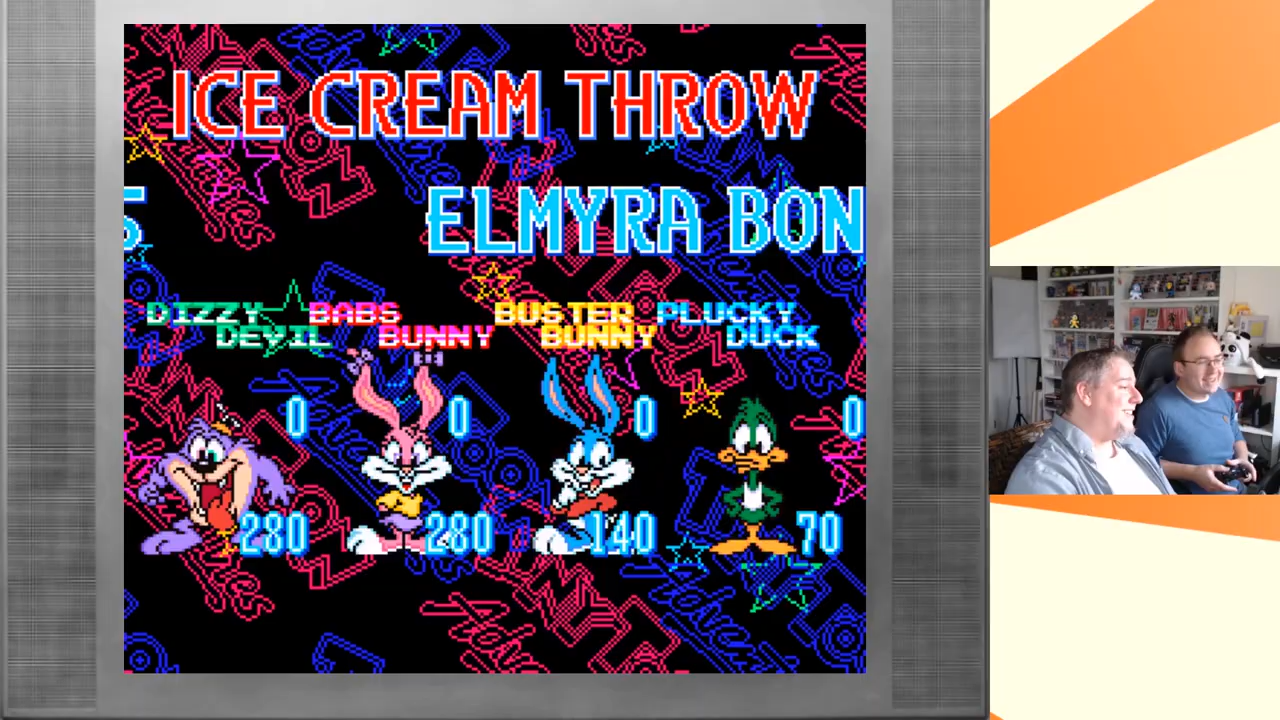 ICE CREAM THROW
5 ELMYRA BON
DIZZY DEVIL
BABS BUNNY
BUSTER BUNNY
PLUCKY DUCK
0 0 0 0
280 280 140 70